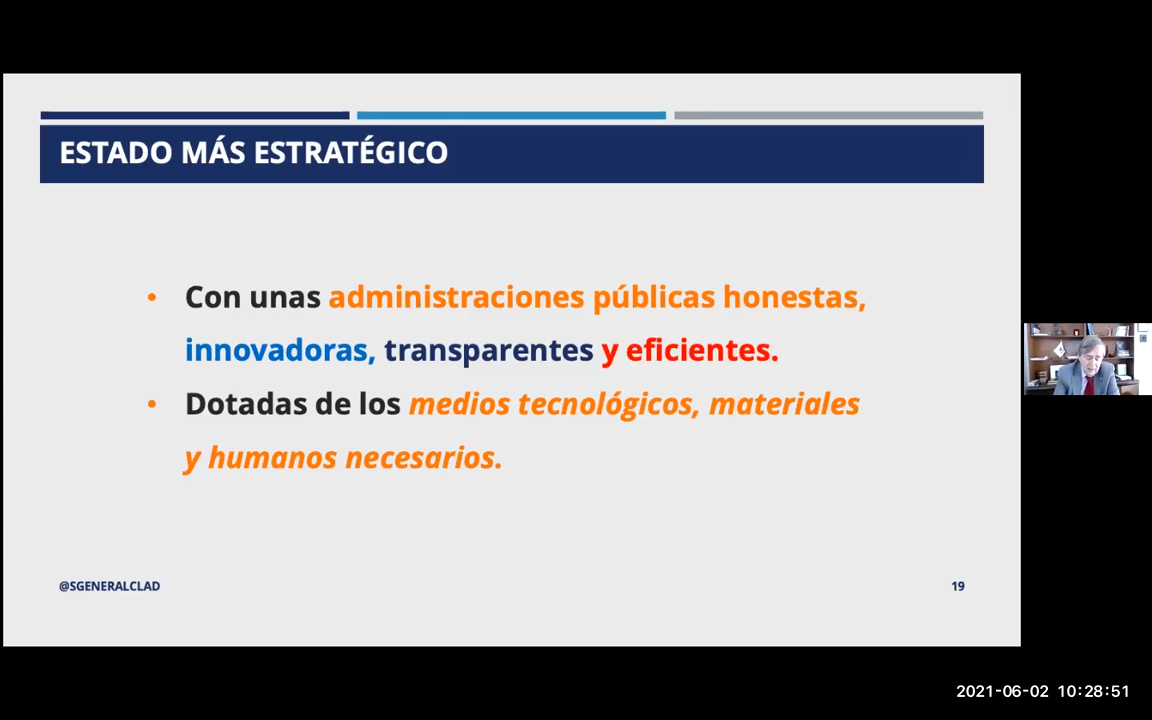 ESTADO MÁS ESTRATÉGICO
• Con unas administraciones públicas honestas,
innovadoras, transparentes y eficientes.
• Dotadas de los medios tecnológicos, materiales
y humanos necesarios.
@SGENERALCLAD
19
2021-06-02 10:28:51